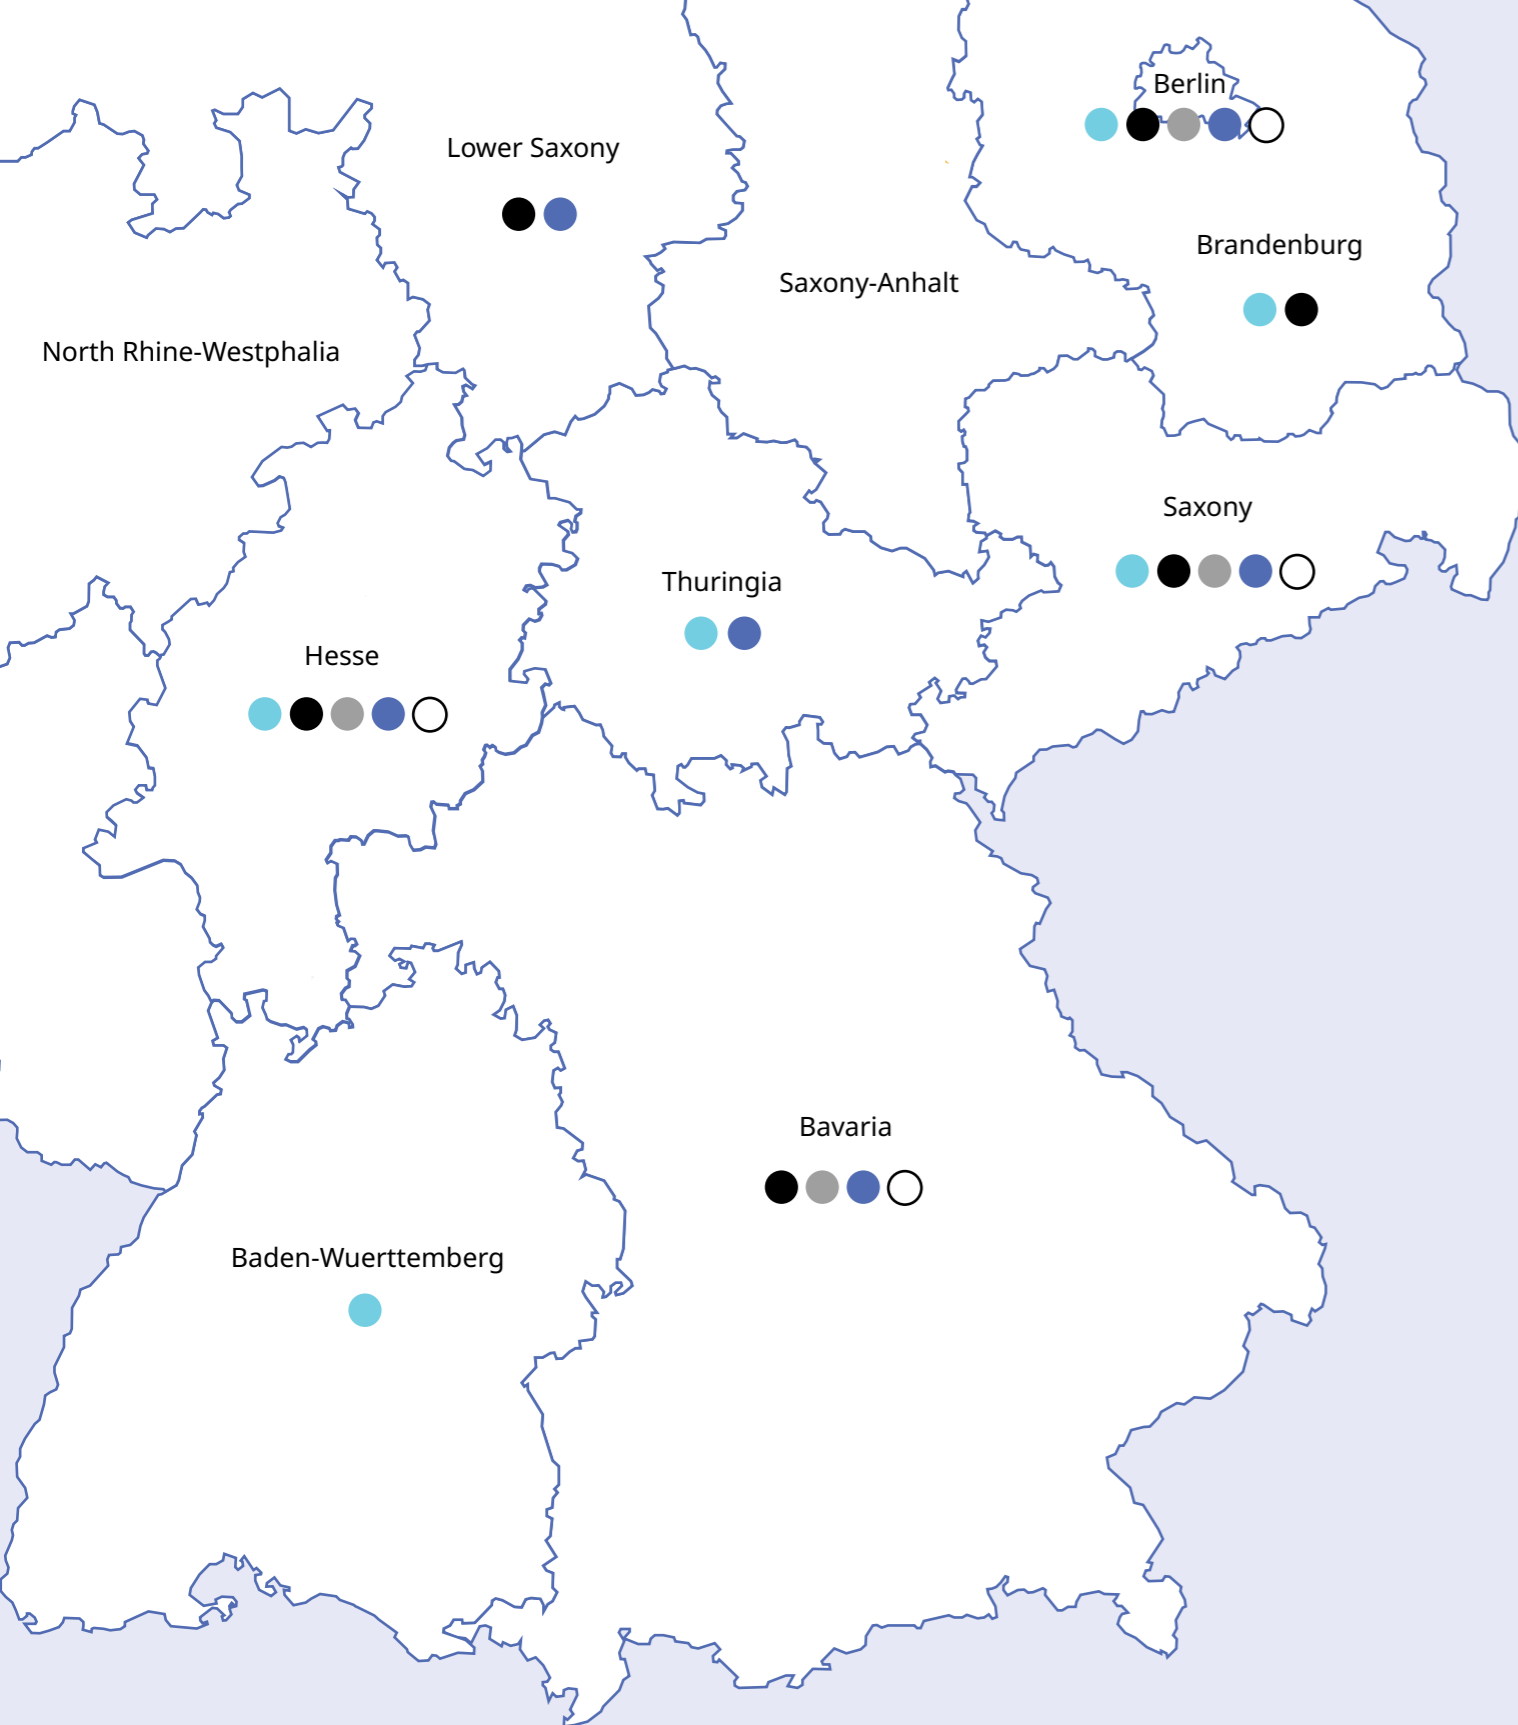 Berlin
Lower Saxony
Brandenburg
Saxony-Anhalt
North Rhine-Westphalia
Saxony
Thuringia
Hesse
Bavaria
Baden-Wuerttemberg